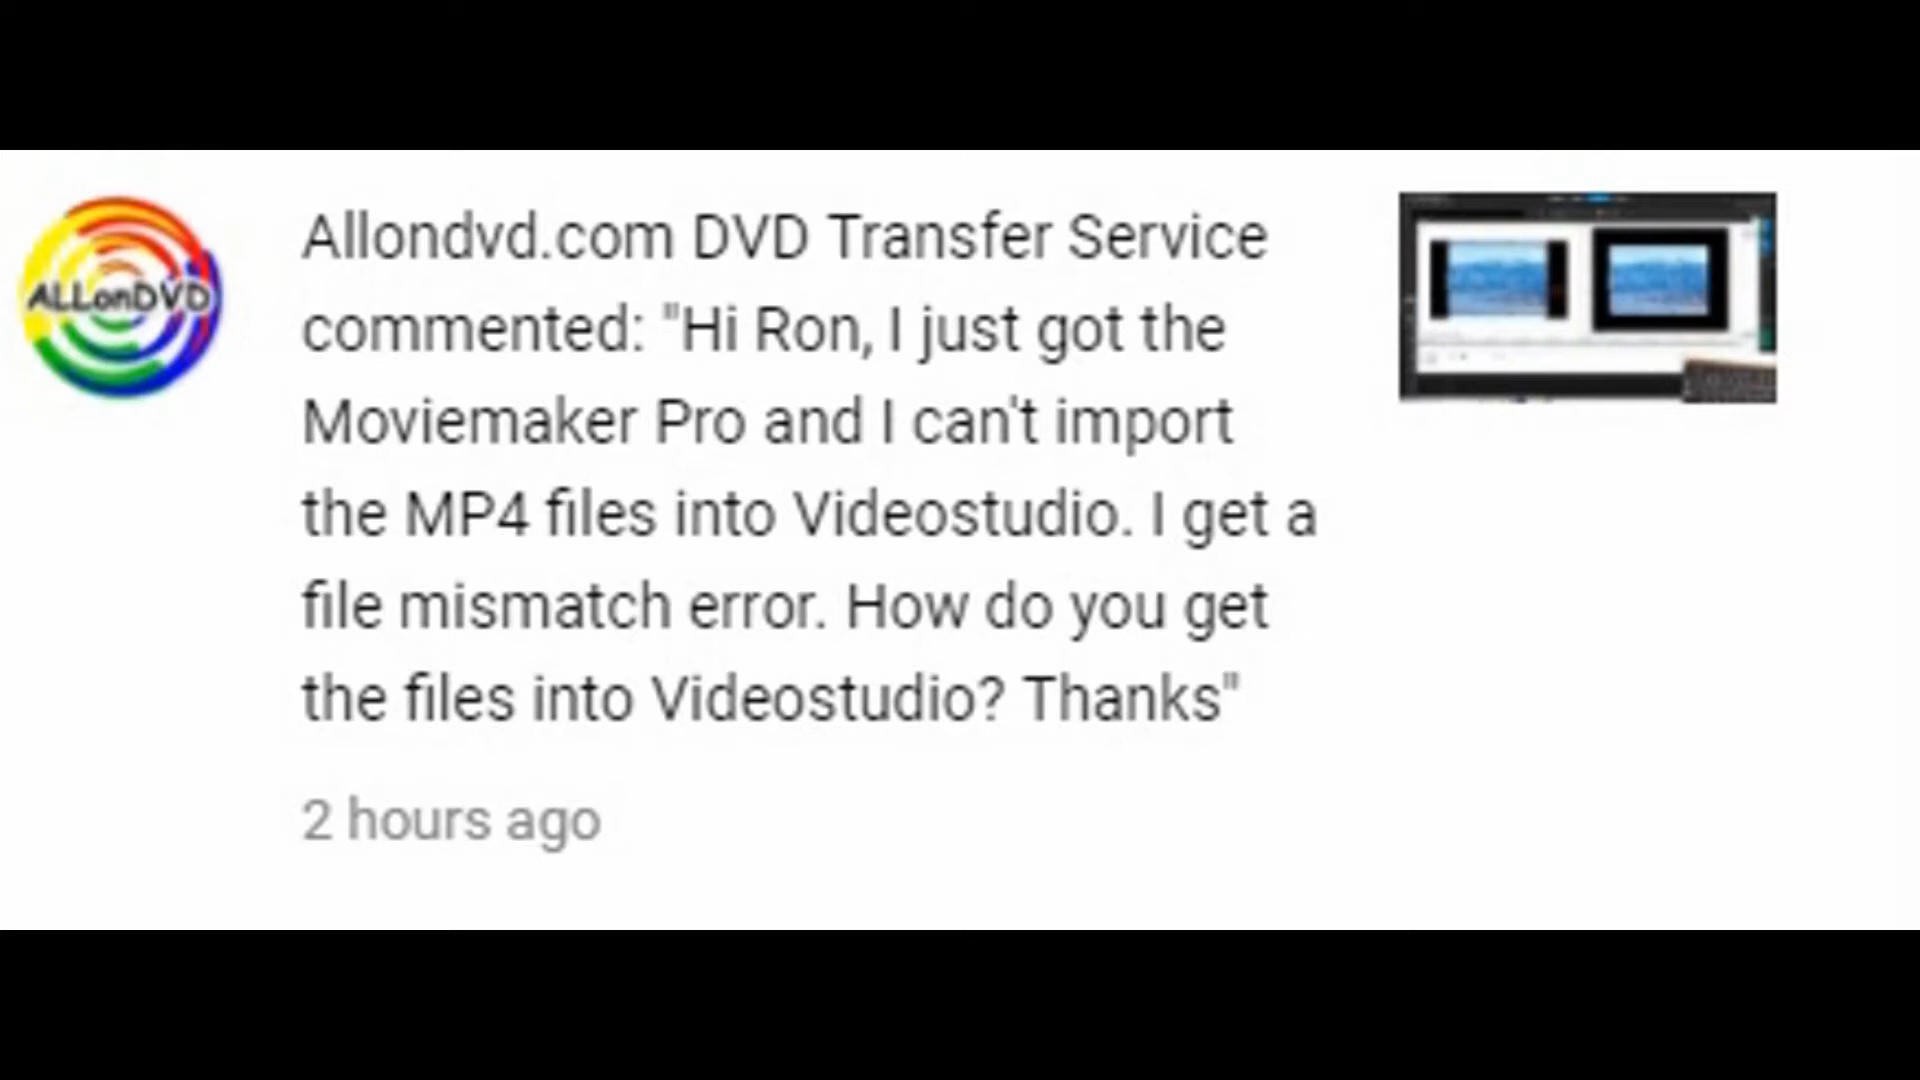 ALLonDVD
Allondvd.com DVD Transfer Service
commented: "Hi Ron, I just got the
Moviemaker Pro and I can't import
the MP4 files into Videostudio. I get a
file mismatch error. How do you get
the files into Videostudio? Thanks"
2 hours ago